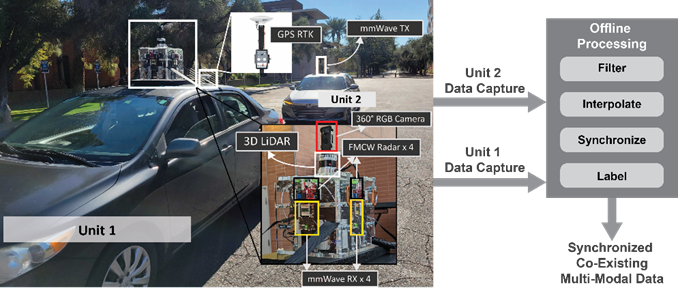 GPS RTK
mmWave TX
Unit 2
360° RGB Camera
3D LiDAR
FMCW Radar x 4
Unit 1
mmWave RX x 4
Unit 2
Data Capture
Unit 1
Data Capture
Offline
Processing
Filter
Interpolate
Synchronize
Label
Synchronized
Co-Existing
Multi-Modal Data